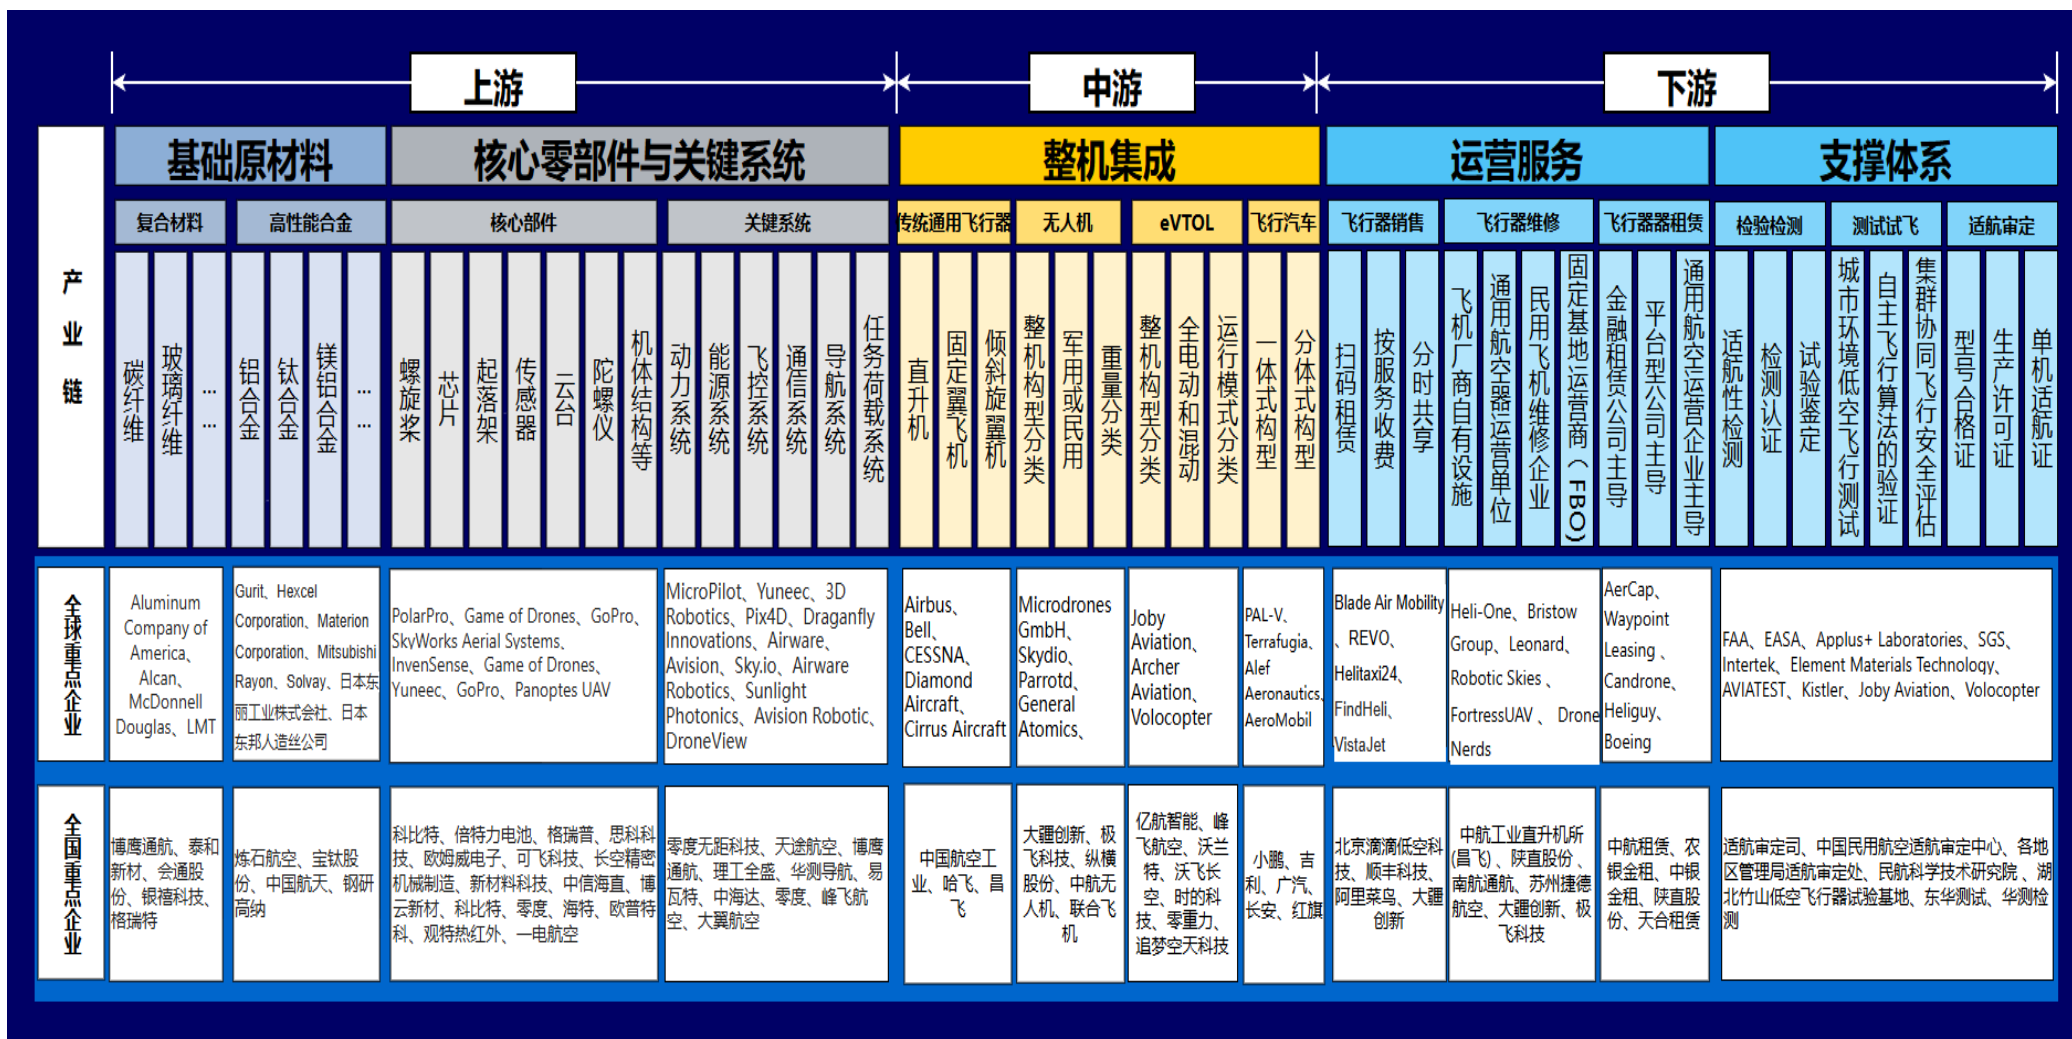 上游
中游
下游
产业链
基础原材料
核心零部件与关键系统
整机集成
运营服务
支撑体系
复合材料
高性能合金
核心部件
关键系统
传统通用飞行器
无人机
eVTOL
飞行汽车
飞行器销售
飞行器维修
飞行器器租赁
检验检测
测试试飞
适航审定
碳纤维
玻璃纤维
... ...
铝合金
钛合金
镁铝合金
... ...
螺旋桨
芯片
起落架
传感器
云台
陀螺仪
机体结构等
动力系统
能源系统
飞控系统
通信系统
导航系统
任务荷载系统
直升机
固定翼飞机
倾斜旋翼机
整机构型分类
军用或民用
重量分类
整机构型分类
全电动和混动
运行模式分类
一体式构型
分体式构型
扫码租赁
按服务收费
分时共享
飞机厂商自有设施
通用航空器运营单位
民用飞机维修企业
固定基地运营商（FBO)
金融租赁公司主导
平台型公司主导
通用航空运营企业主导
适航性检测
检测认证
试验鉴定
城市环境低空飞行测试
自主飞行算法的验证
集群协同飞行安全评估
型号合格证
生产许可证
单机适航证
全球重点企业
Aluminum
Company of
America、
Alcan、
McDonnell
Douglas、LMT
Gurit、Hexcel
Corporation、Materion
Corporation、Mitsubishi
Rayon、Solvay、日本东
丽工业株式会社、日本
东邦人造丝公司
PolarPro、Game of Drones、GoPro、
SkyWorks Aerial Systems、
InvenSense、Game of Drones、
Yuneec、GoPro、Panoptes UAV
MicroPilot、Yuneec、3D
Robotics、Pix4D、Draganfly
Innovations、Airware、
Avision、Sky.io、Airware
Robotics、Sunlight
Photonics、Avision Robotic、
DroneView
Airbus、
Bell、
CESSNA、
Diamond
Aircraft、
Cirrus Aircraft
Microdrones
GmbH、
Skydio、
Parrotd、
General
Atomics、
Joby
Aviation、
Archer
Aviation、
Volocopter
PAL-V、
Terrafugia、
Alef
Aeronautics、
AeroMobil
Blade Air Mobility
、REVO、
Helitaxi24、
FindHeli、
VistaJet
Heli-One、Bristow
Group、Leonard、
Robotic Skies 、
FortressUAV 、 Drone
Nerds
AerCap、
Waypoint
Leasing 、
Candrone、
Heliguy、
Boeing
FAA、EASA、Applus+ Laboratories、SGS、
Intertek、Element Materials Technology、
AVIATEST、Kistler、Joby Aviation、Volocopter
全国重点企业
博鹰通航、泰和
新材、会通股
份、银禧科技、
格瑞特
炼石航空、宝钛股
份、中国航天、钢研
高纳
科比特、倍特力电池、格瑞普、思科科
技、欧姆威电子、可飞科技、长空精密
机械制造、新材料科技、中信海直、博
云新材、科比特、零度、海特、欧普特
科、观特热红外、一电航空
零度无距科技、天途航空、博鹰
通航、理工全盛、华测导航、易
瓦特、中海达、零度、峰飞航
空、大翼航空
中国航空工
业、哈飞、昌
飞
大疆创新、极
飞科技、纵横
股份、中航无
人机、联合飞
机
亿航智能、峰
飞航空、沃兰
特、沃飞长
空、时的科
技、零重力、
追梦空天科技
小鹏、吉
利、广汽、
长安、红旗
北京滴滴低空科
技、顺丰科技、
阿里菜鸟、大疆
创新
中航工业直升机所
(昌飞)、陕直股份 、
南航通航、苏州捷德
航空、大疆创新、极
飞科技
中航租赁、农
银金租、中银
金租、陕直股
份、天合租赁
适航审定司、中国民用航空适航审定中心、各地
区管理局适航审定处、民航科学技术研究院 、湖
北竹山低空飞行器试验基地、东华测试、华测检
测